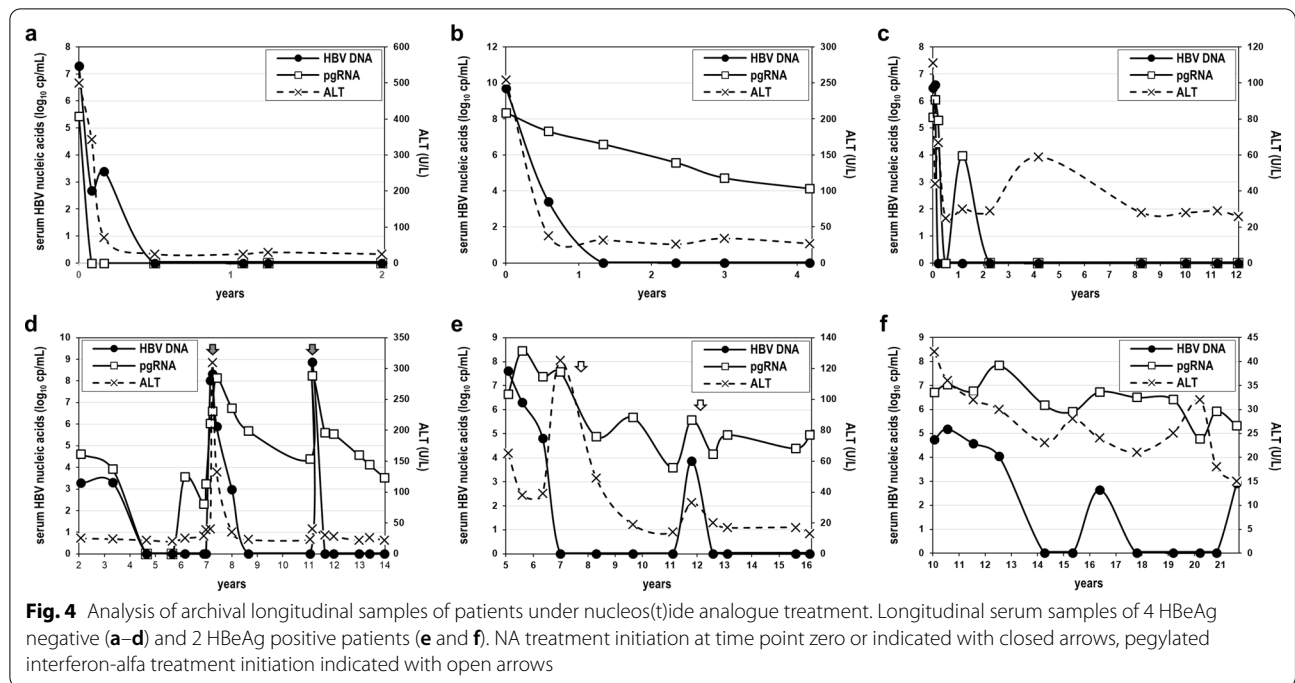 a
8
7
6
5
4
3
2
1
0
600
500
400
300
200
100
0
1
2
serum HBV nucleic acids (log10 cp/mL)
ALT (U/L)
years
HBV DNA
pgRNA
ALT
b
12
10
8
6
4
2
0
300
250
200
150
100
50
0
0
1
2
3
4
serum HBV nucleic acids (log10 cp/mL)
ALT (U/L)
years
HBV DNA
pgRNA
ALT
c
8
7
6
5
4
3
2
1
0
120
100
80
60
40
20
0
0 1 2 3 4 5 6 7 8 9 10 11 12
serum HBV nucleic acids (log10 cp/mL)
ALT (U/L)
years
HBV DNA
pgRNA
ALT
d
10
9
8
7
6
5
4
3
2
1
0
350
300
250
200
150
100
50
0
2 3 4 5 6 7 8 9 10 11 12 13 14
serum HBV nucleic acids (log10 cp/mL)
ALT (U/L)
years
HBV DNA
pgRNA
ALT
e
9
8
7
6
5
4
3
2
1
0
140
120
100
80
60
40
20
0
5 6 7 8 9 10 11 12 13 14 15 16
serum HBV nucleic acids (log10 cp/mL)
ALT (U/L)
years
HBV DNA
pgRNA
ALT
f
9
8
7
6
5
4
3
2
1
0
45
40
35
30
25
20
15
10
5
0
10 11 12 13 14 15 16 17 18 19 20 21
serum HBV nucleic acids (log10 cp/mL)
ALT (U/L)
years
HBV DNA
pgRNA
ALT
Fig. 4 Analysis of archival longitudinal samples of patients under nucleos(t)ide analogue treatment. Longitudinal serum samples of 4 HBeAg
negative (a–d) and 2 HBeAg positive patients (e and f). NA treatment initiation at time point zero or indicated with closed arrows, pegylated
interferon-alfa treatment initiation indicated with open arrows